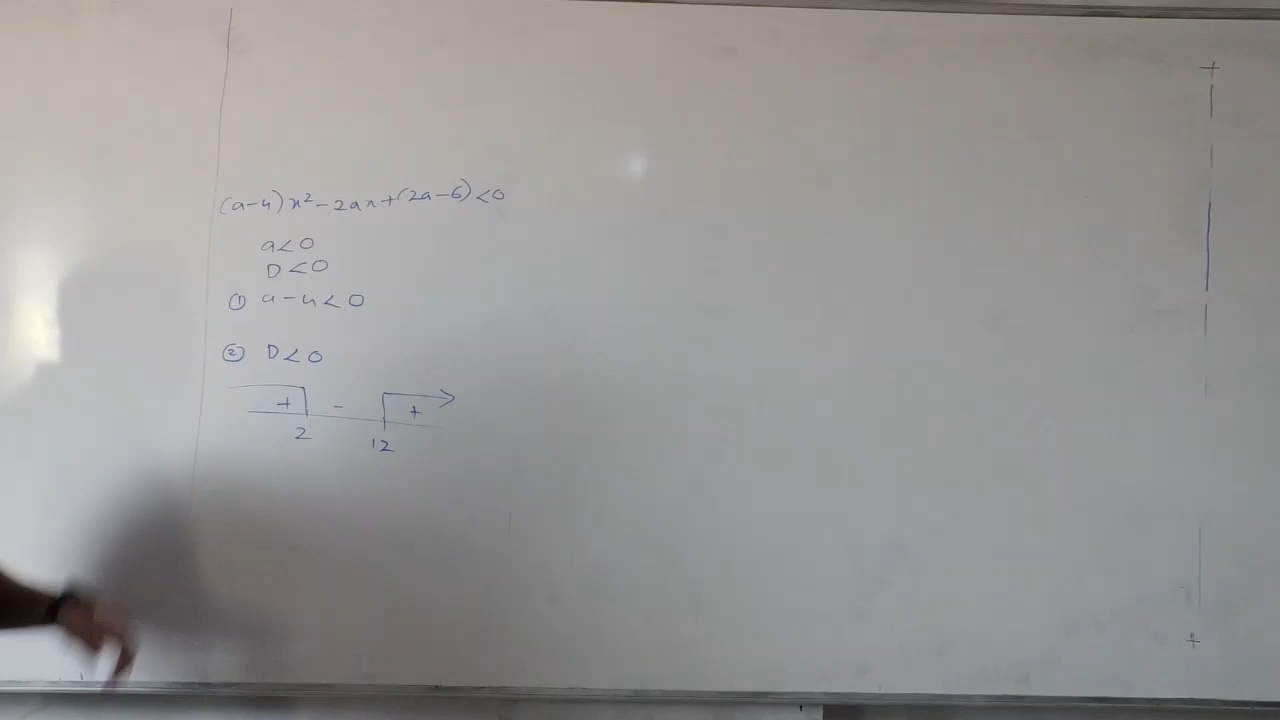 (a-4)x²-2ax+(2a-6)<0
a<0
D<0
① a-4<0
② D<0
+ - +
2 12